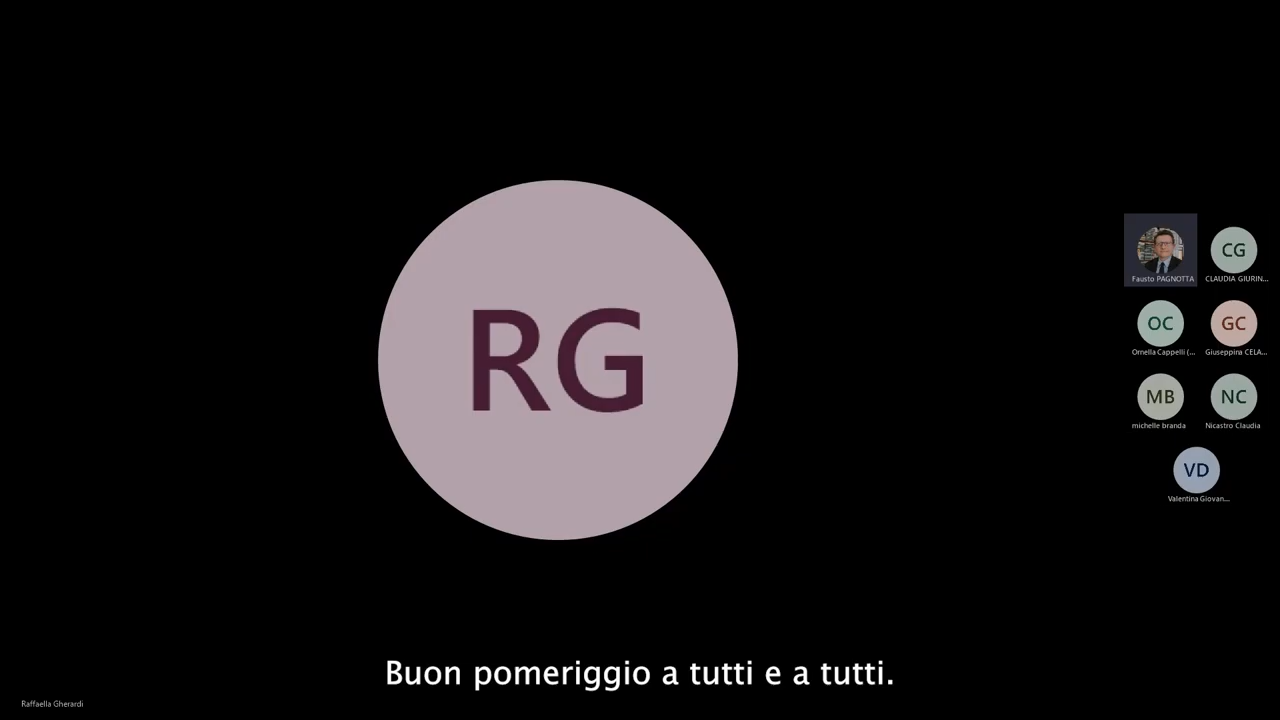 RG
Fausto PAGNOTTA
CG
CLAUDIA GIURIN...
OC
Ornella Cappelli (...
GC
Giuseppina CELA...
MB
michelle branda
NC
Nicastro Claudia
VD
Valentina Giovan...
Buon pomeriggio a tutti e a tutti.
Raffaella Gherardi